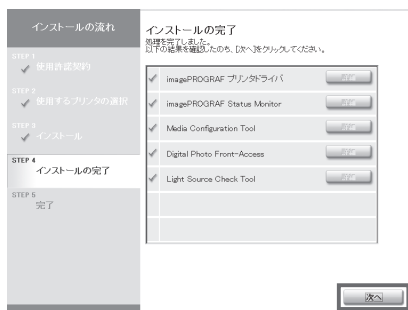 インストールの流れ
STEP 1
使用許諾契約
STEP 2
使用するプリンタの選択
STEP 3
インストール
STEP 4
インストールの完了
STEP 5
完了
インストールの完了
処理を完了しました。
以下の結果を確認したのち、[次へ]をクリックしてください。
imagePROGRAF プリンタドライバ
imagePROGRAF Status Monitor
Media Configuration Tool
Digital Photo Front-Access
Light Source Check Tool
次へ